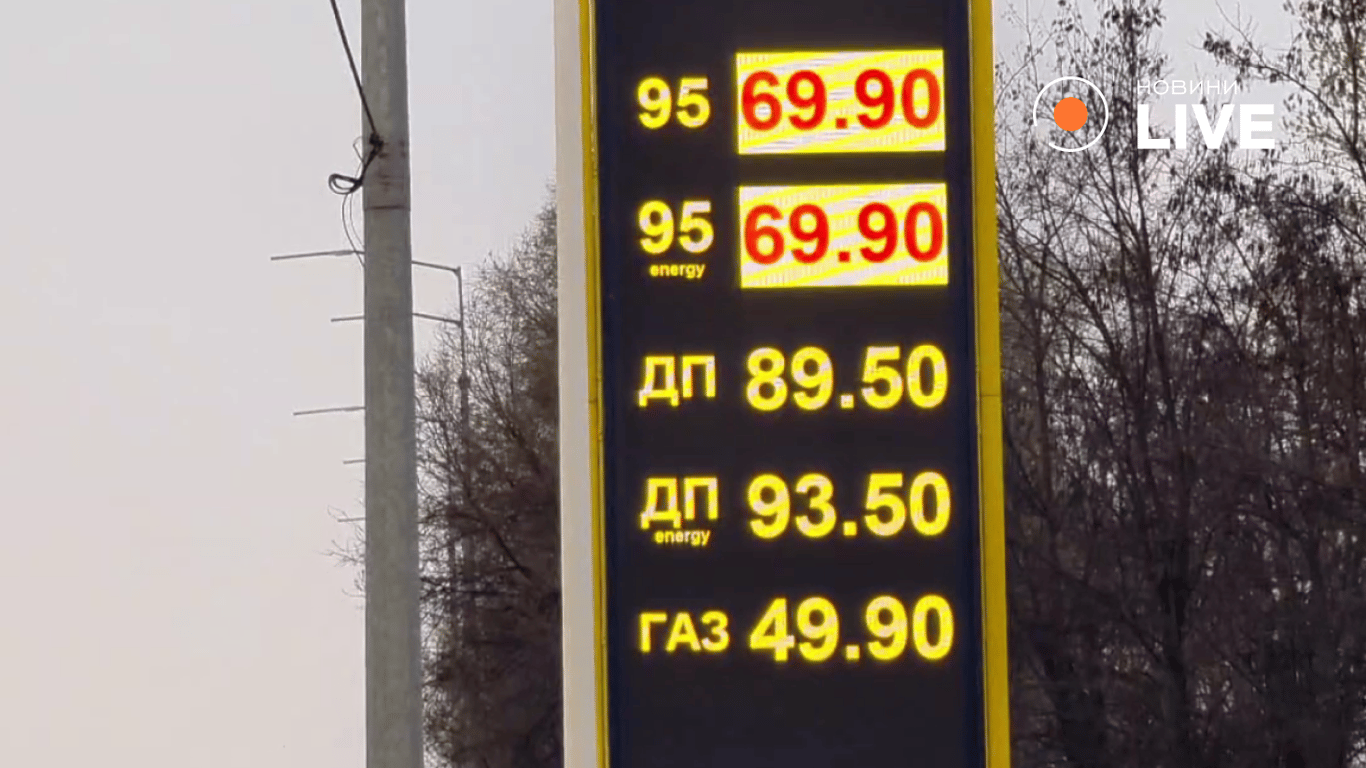 95 69.90
95 69.90
energy
ДП 89.50
ДП 93.50
energy
ГАЗ 49.90
НОВИНИ
LIVE